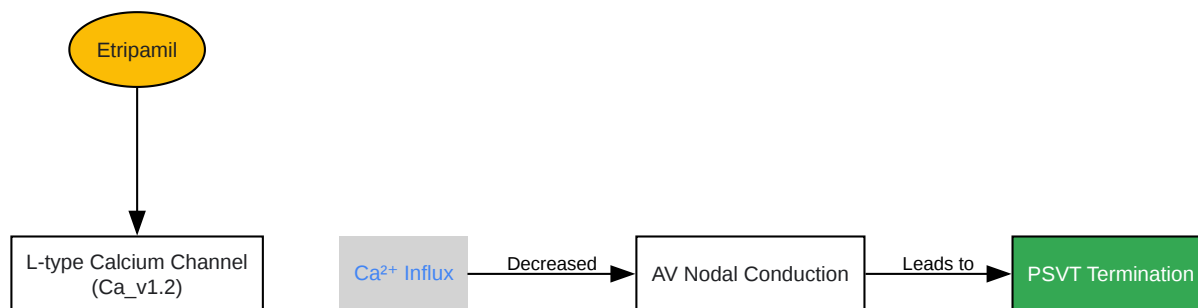 Etripamil
L-type Calcium Channel
(Ca_v1.2)
Ca²⁺ Influx
Decreased
AV Nodal Conduction
Leads to
PSVT Termination